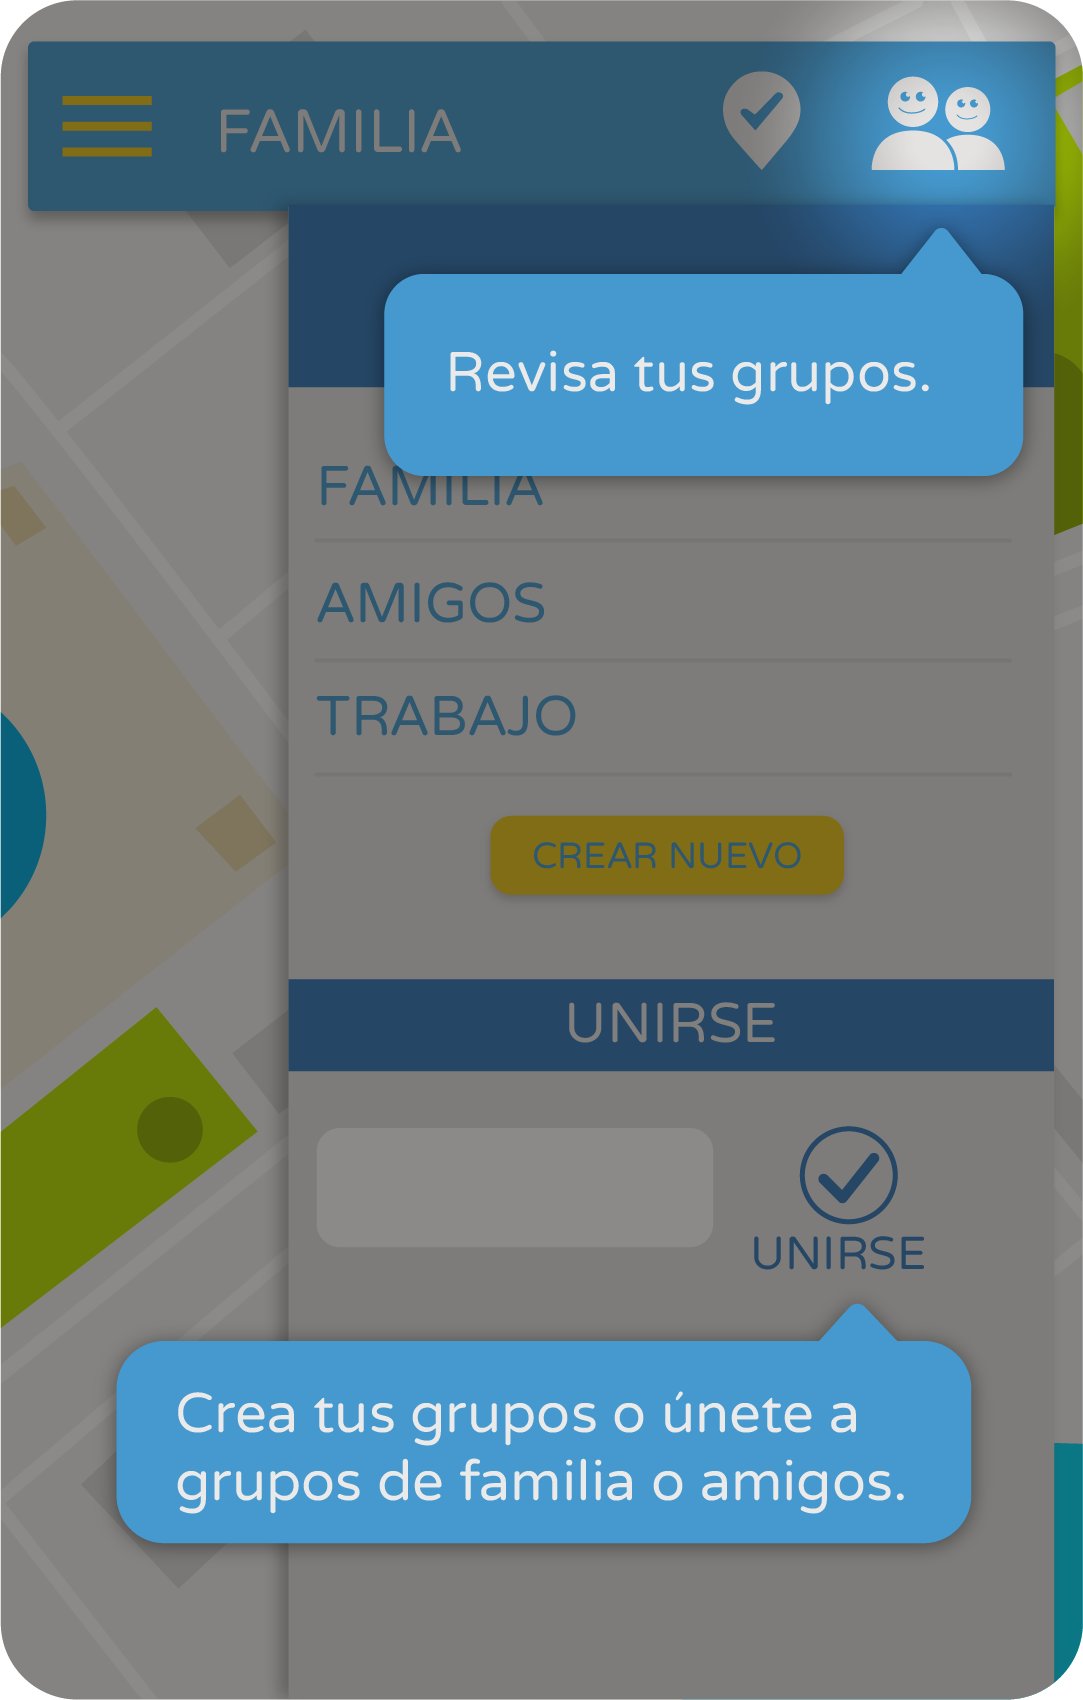 FAMILIA
Revisa tus grupos.
FAMILIA
AMIGOS
TRABAJO
CREAR NUEVO
UNIRSE
UNIRSE
Crea tus grupos o únete a
grupos de familia o amigos.